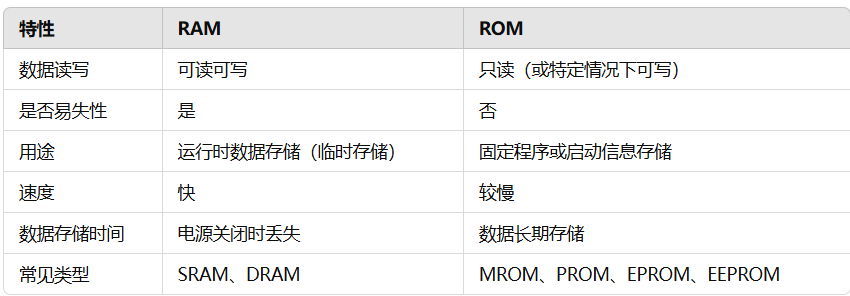 特性 RAM ROM
数据读写 可读可写 只读（或特定情况下可写）
是否易失性 是 否
用途 运行时数据存储（临时存储） 固定程序或启动信息存储
速度 快 较慢
数据存储时间 电源关闭时丢失 数据长期存储
常见类型 SRAM、DRAM MROM、PROM、EPROM、EEPROM